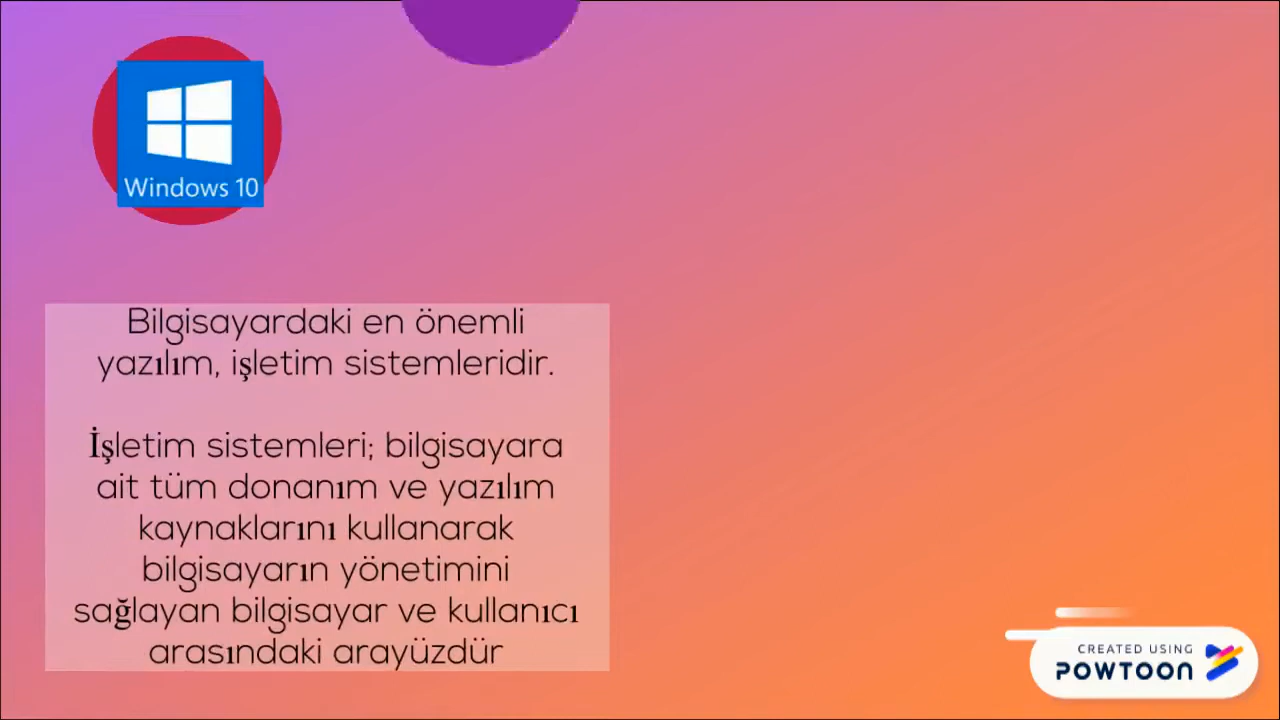 Windows 10
Bilgisayardaki en önemli
yazılım, işletim sistemleridir.
İşletim sistemleri; bilgisayara
ait tüm donanım ve yazılım
kaynaklarını kullanarak
bilgisayarın yönetimini
sağlayan bilgisayar ve kullanıcı
arasındaki arayüzdür
CREATED USING
POWTOON